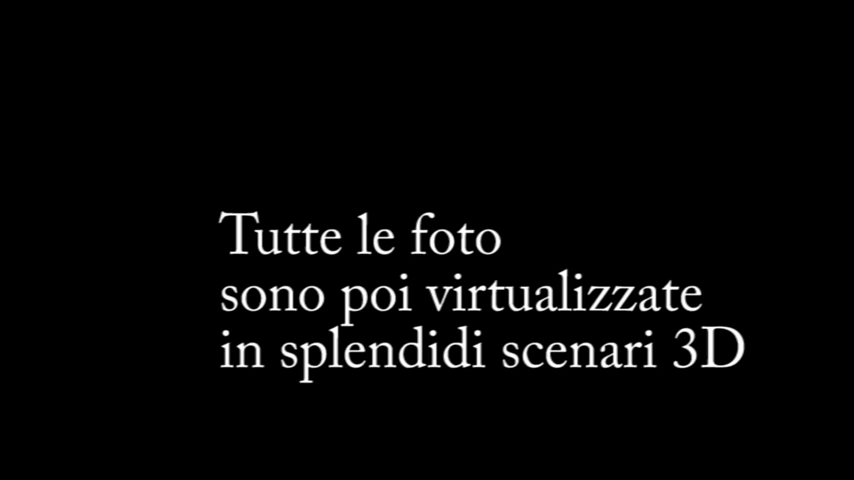 Tutte le foto
sono poi virtualizzate
in splendidi scenari 3D